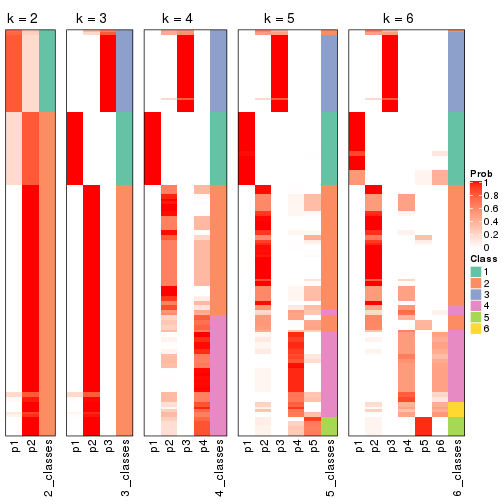 k = 2
k = 3
k = 4
k = 5
k = 6
Prob
1
0.8
0.6
0.4
0.2
0
Class
1
2
3
4
5
6
p1
p2
2_classes
p1
p2
p3
3_classes
p1
p2
p3
p4
4_classes
p1
p2
p3
p4
p5
5_classes
p1
p2
p3
p4
p5
p6
6_classes